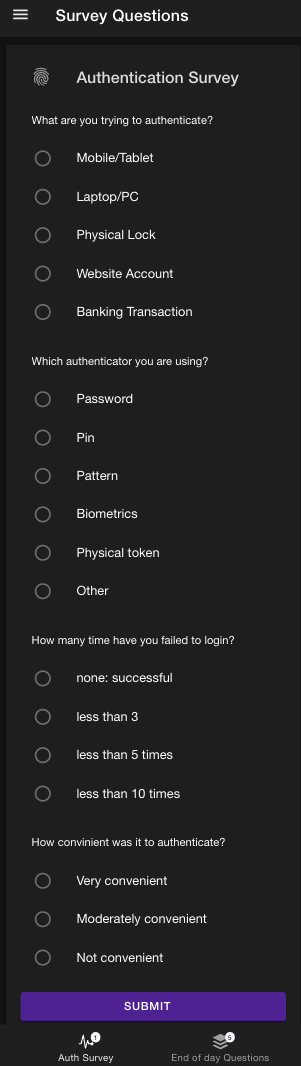 Survey Questions
Authentication Survey
What are you trying to authenticate?
Mobile/Tablet
Laptop/PC
Physical Lock
Website Account
Banking Transaction
Which authenticator you are using?
Password
Pin
Pattern
Biometrics
Physical token
Other
How many time have you failed to login?
none: successful
less than 3
less than 5 times
less than 10 times
How convinient was it to authenticate?
Very convenient
Moderately convenient
Not convenient
SUBMIT
1 5
Auth Survey End of day Questions